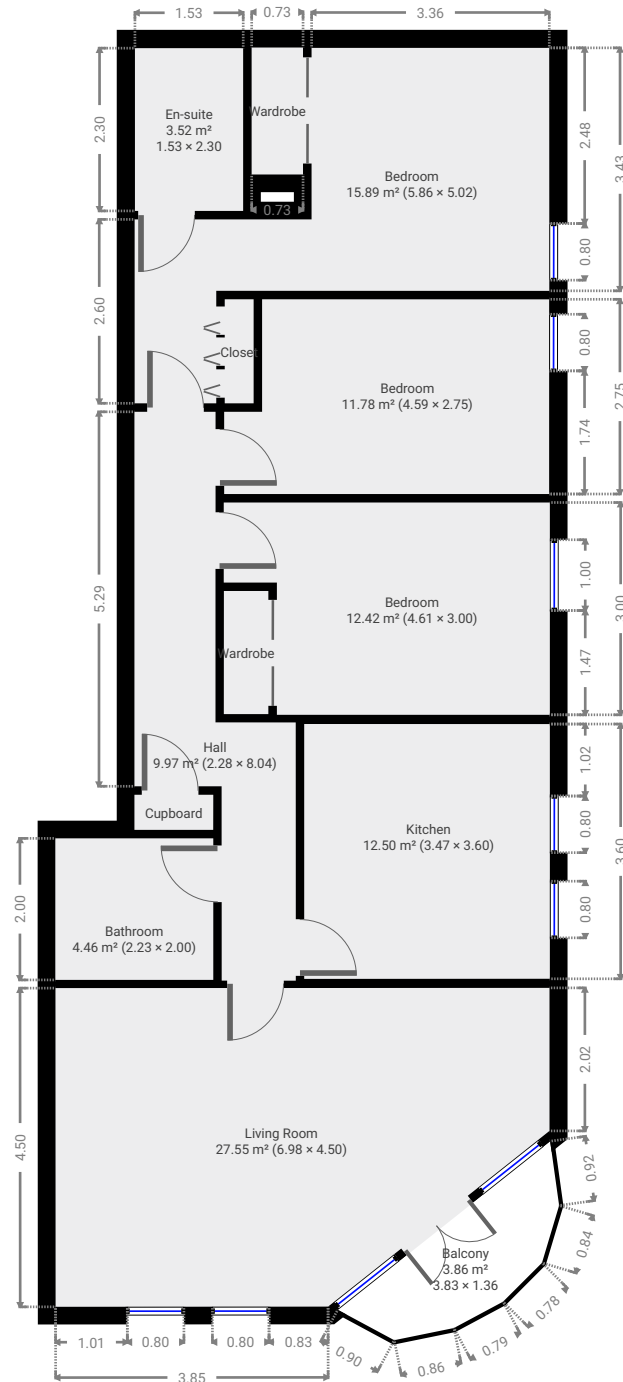 1.53
0.73
3.36
2.30
En-suite
3.52 m²
1.53 × 2.30
Wardrobe
2.48
3.43
Bedroom
15.89 m² (5.86 × 5.02)
0.73
0.80
2.60
Closet
0.80
2.75
Bedroom
11.78 m² (4.59 × 2.75)
1.74
5.29
1.00
3.00
Bedroom
12.42 m² (4.61 × 3.00)
Wardrobe
1.47
Hall
9.97 m² (2.28 × 8.04)
1.02
Cupboard
Kitchen
12.50 m² (3.47 × 3.60)
0.80
3.60
0.80
2.00
Bathroom
4.46 m² (2.23 × 2.00)
2.02
4.50
Living Room
27.55 m² (6.98 × 4.50)
0.92
0.84
Balcony
3.86 m²
3.83 × 1.36
0.78
0.79
0.86
0.90
1.01
0.80
0.80
0.83
3.85